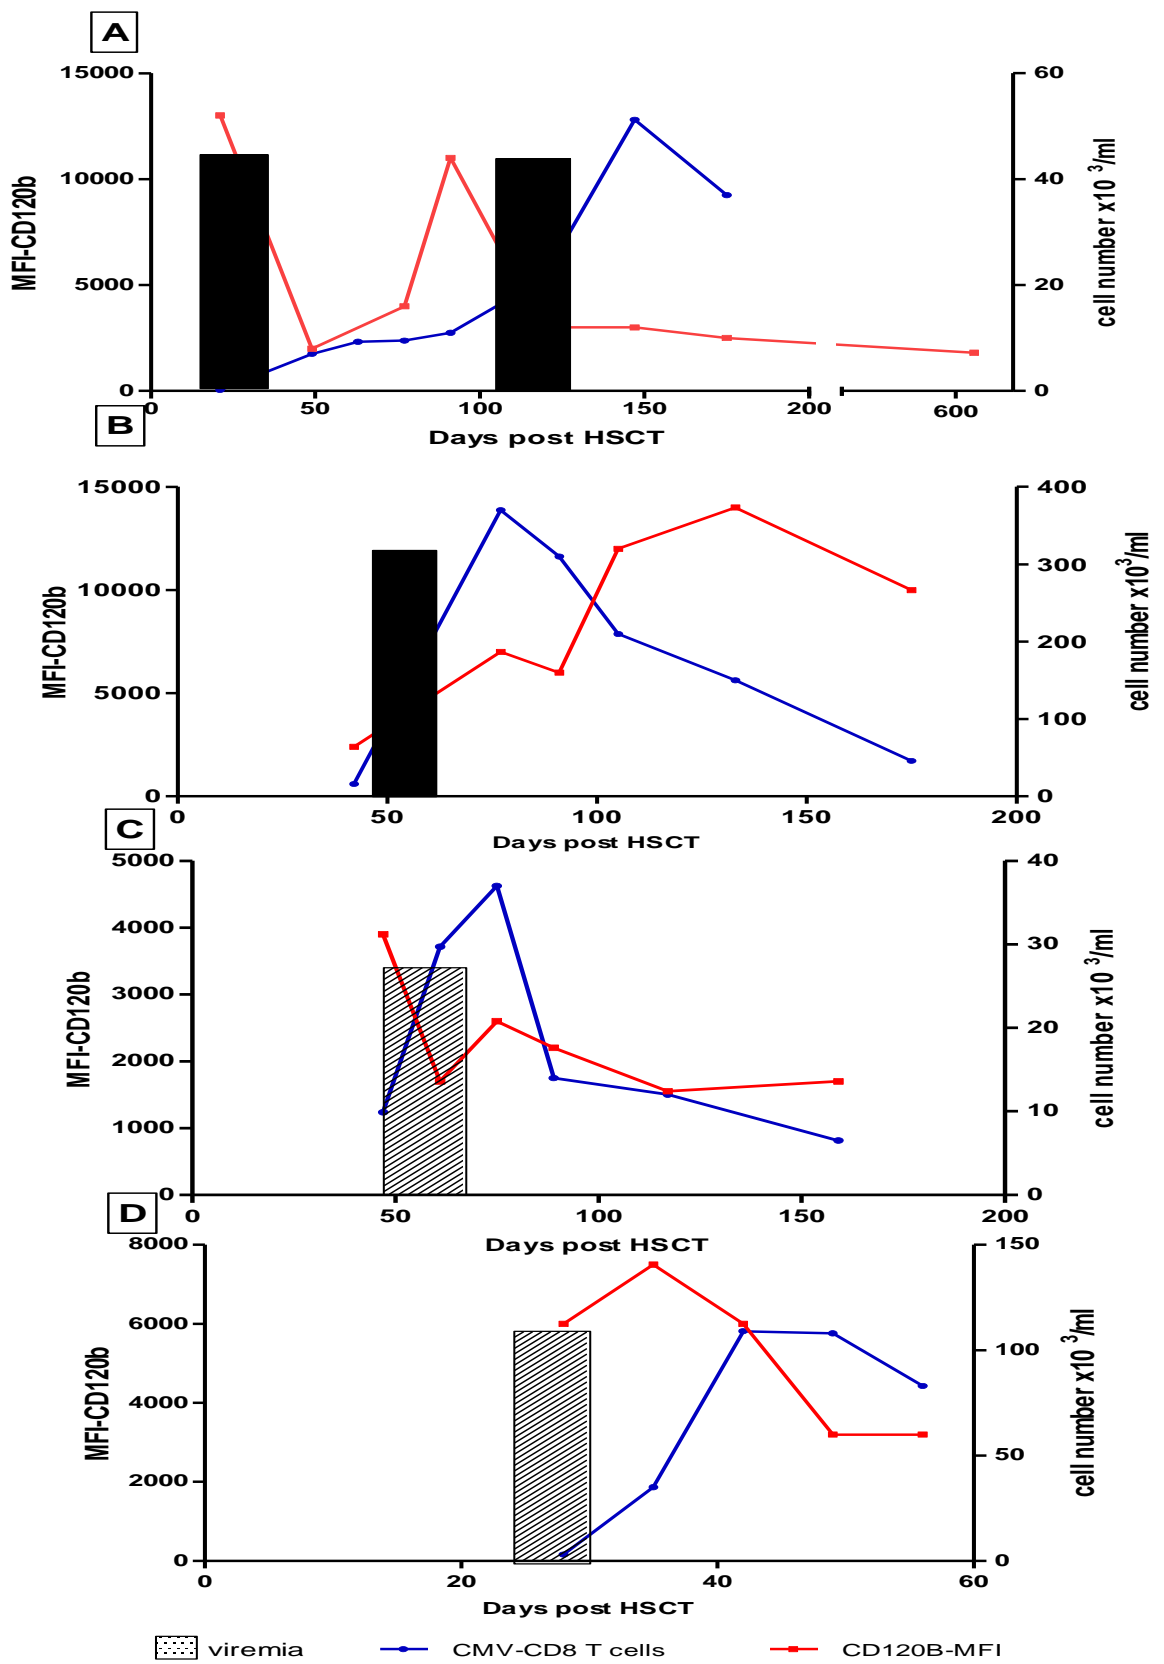 A
15000 60
10000 40
5000 20
0 0
MFI-CD120b
cell number x10 3/ml
0 50 100 150 200 600
Days post HSCT
B
15000 400
300
10000
200
5000
100
0 0
MFI-CD120b
cell number x103/ml
0 50 100 150 200
Days post HSCT
C
5000 40
4000
30
3000
20
2000
10
1000
0 0
MFI-CD120b
cell number x10 3/ml
0 50 100 150 200
Days post HSCT
D
8000 150
6000
100
4000
50
2000
0 0
MFI-CD120b
cell number x10 3/ml
0 20 40 60
Days post HSCT
viremia CMV-CD8 T cells CD120B-MFI